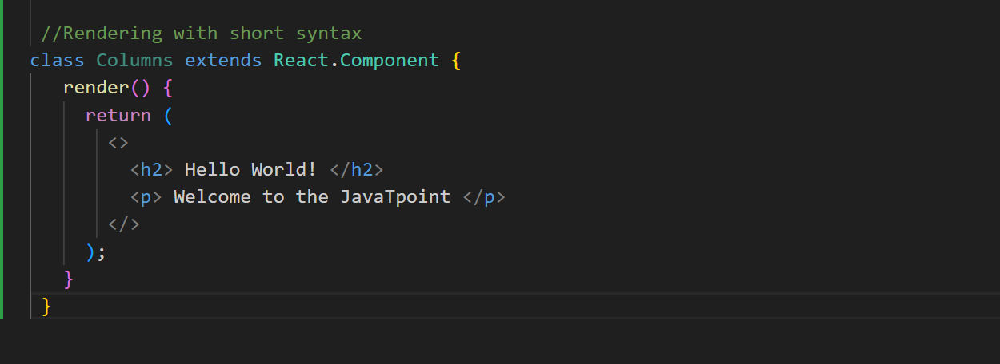 //Rendering with short syntax
class Columns extends React.Component {
render() {
return (
<>
<h2> Hello World! </h2>
<p> Welcome to the JavaTpoint </p>
</>
);
}
}